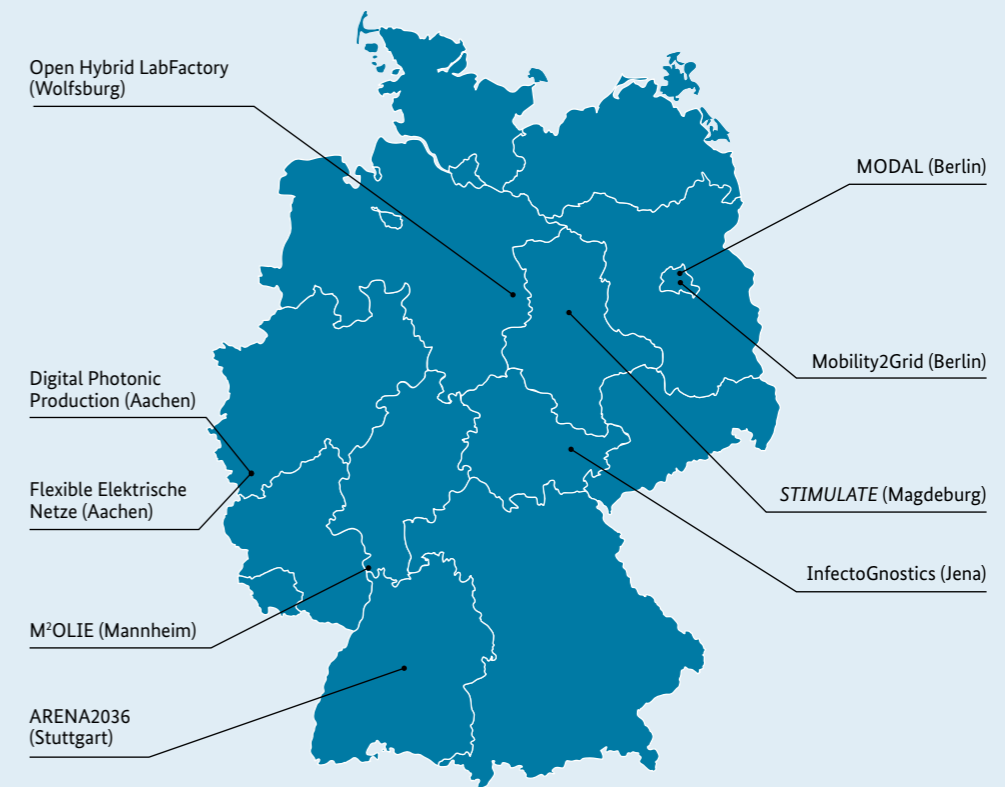 Open Hybrid LabFactory
(Wolfsburg)
MODAL (Berlin)
Mobility2Grid (Berlin)
Digital Photonic
Production (Aachen)
Flexible Elektrische
Netze (Aachen)
STIMULATE (Magdeburg)
InfectoGnostics (Jena)
M²OLIE (Mannheim)
ARENA2036
(Stuttgart)